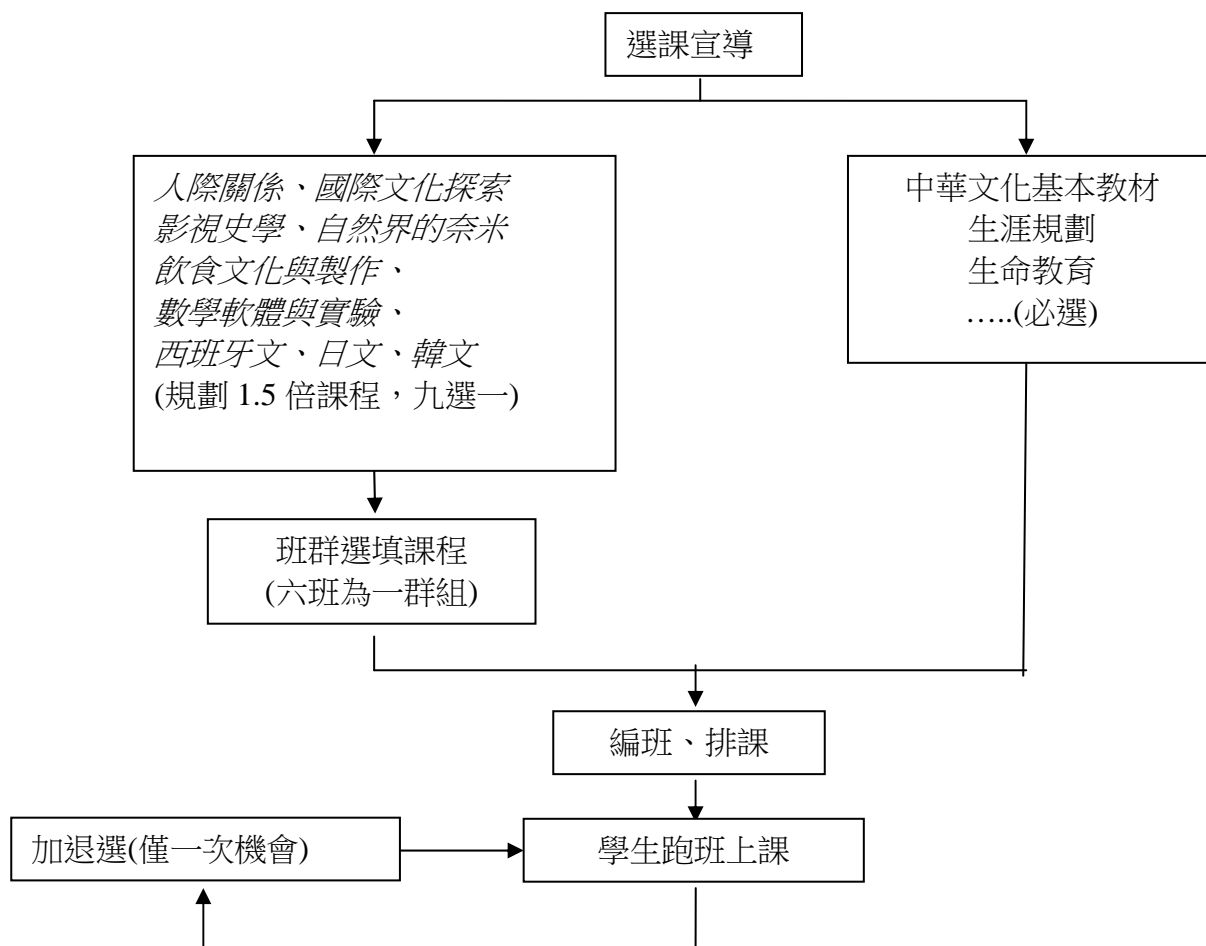 選課宣導
人際關係、國際文化探索
影視史學、自然界的奈米
飲食文化與製作、
數學軟體與實驗、
西班牙文、日文、韓文
(規劃 1.5 倍課程，九選一)
中華文化基本教材
生涯規劃
生命教育
…..(必選)
班群選填課程
(六班為一群組)
編班、排課
加退選(僅一次機會)
學生跑班上課